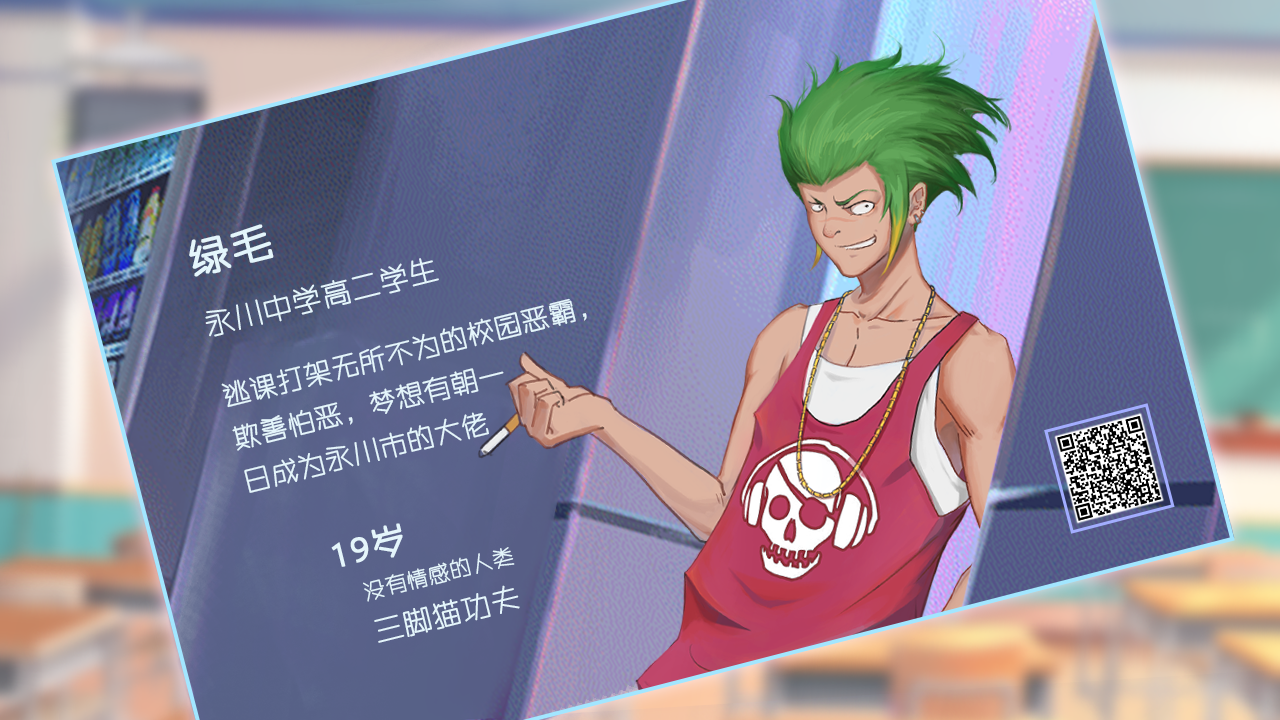 绿毛
永川中学高二学生
逃课打架无所不为的校园恶霸，
欺善怕恶，梦想有朝一
日成为永川市的大佬
19岁
没有情感的人类
三脚猫功夫